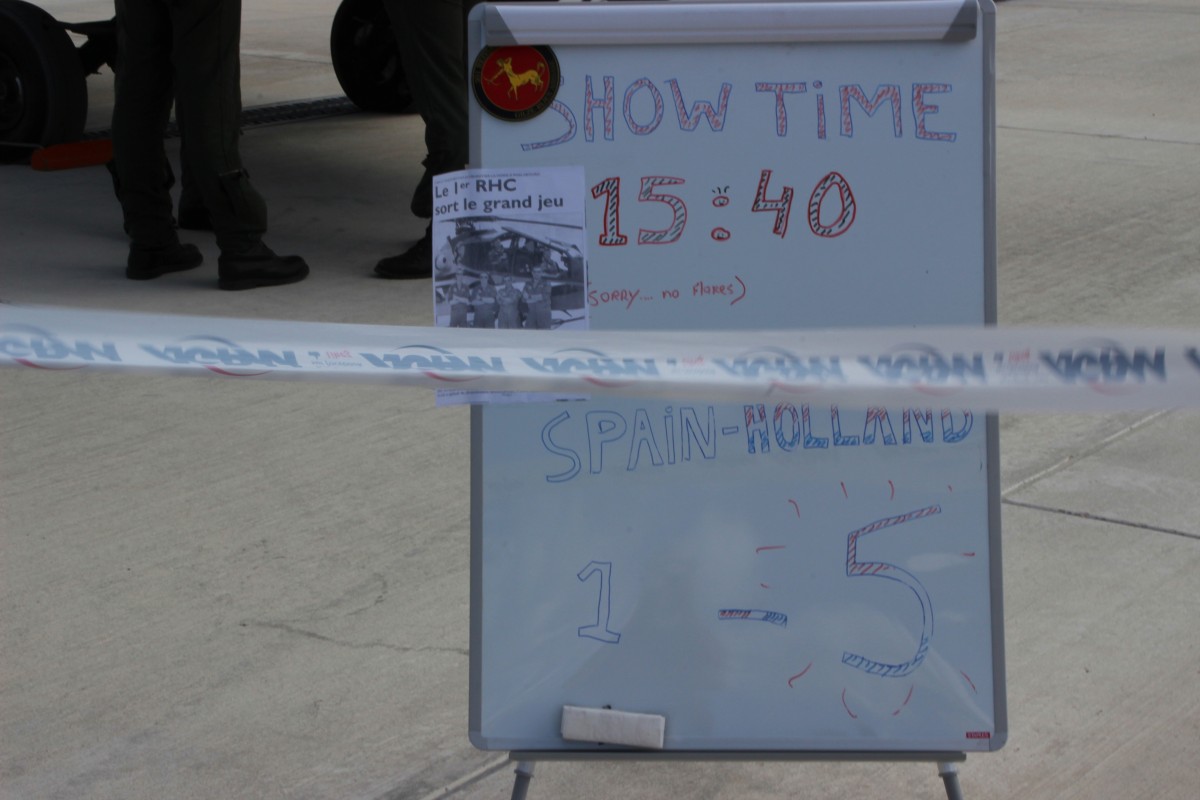 SHOW TIME
Le 1er RHC
sort le grand jeu
15:40
(SORRY.... no FLARES)
SPAIN-HOLLAND
1 - 5